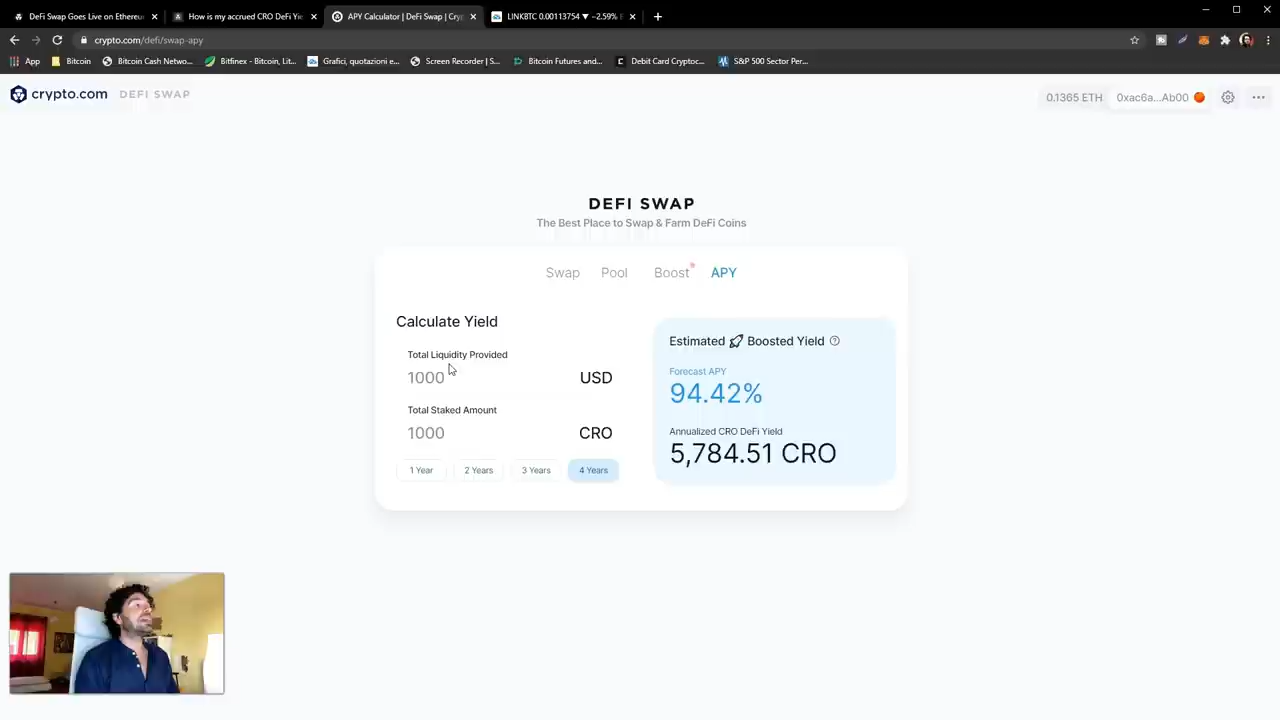 DeFi Swap Goes Live on Ethereu
How is my accrued CRO DeFi Yie
APY Calculator | DeFi Swap | Cryp
LINKBTC 0.00113754 ▼ −2.59%
crypto.com/defi/swap-apy
App
Bitcoin
Bitcoin Cash Netwo...
Bitfinex - Bitcoin, Lit...
Grafici, quotazioni e...
Screen Recorder | S...
Bitcoin Futures and...
Debit Card Cryptoc...
S&P 500 Sector Per...
crypto.com DEFI SWAP
0.1365 ETH 0xac6a...Ab00
DEFI SWAP
The Best Place to Swap & Farm DeFi Coins
Swap Pool Boost APY
Calculate Yield
Total Liquidity Provided
1000 USD
Total Staked Amount
1000 CRO
1 Year 2 Years 3 Years 4 Years
Estimated Boosted Yield
Forecast APY
94.42%
Annualized CRO DeFi Yield
5,784.51 CRO